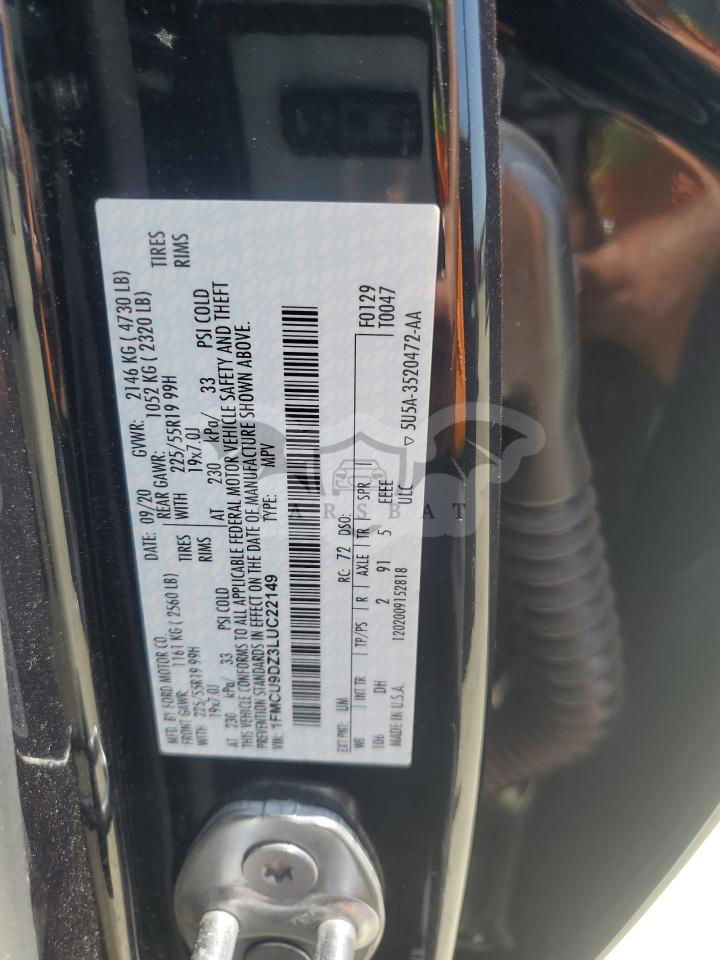 MFD. BY FORD MOTOR CO.
DATE: 09/20 GVWR: 2146 KG ( 4730 LB)
FRONT GAWR: 1161 KG ( 2560 LB) REAR GAWR: 1052 KG ( 2320 LB)
WITH 225/55R19 99H TIRES WITH 225/55R19 99H TIRES
19x7.0J RIMS 19x7.0J RIMS
AT 230 kPa/ 33 PSI COLD AT 230 kPa/ 33 PSI COLD
THIS VEHICLE CONFORMS TO ALL APPLICABLE FEDERAL MOTOR VEHICLE SAFETY AND THEFT
PREVENTION STANDARDS IN EFFECT ON THE DATE OF MANUFACTURE SHOWN ABOVE.
VIN: 1FMCU9DZ3LUC22149 TYPE: MPV
EXT PNT: UM RC: 72 DSO: F0129
WB INT TR TP/PS R AXLE TR SPR T0047
106 DH 2 91 5 EEEE
MADE IN U.S.A. 1202009152818 ULC ▽ 5U5A-3520472-AA
CARSBAT